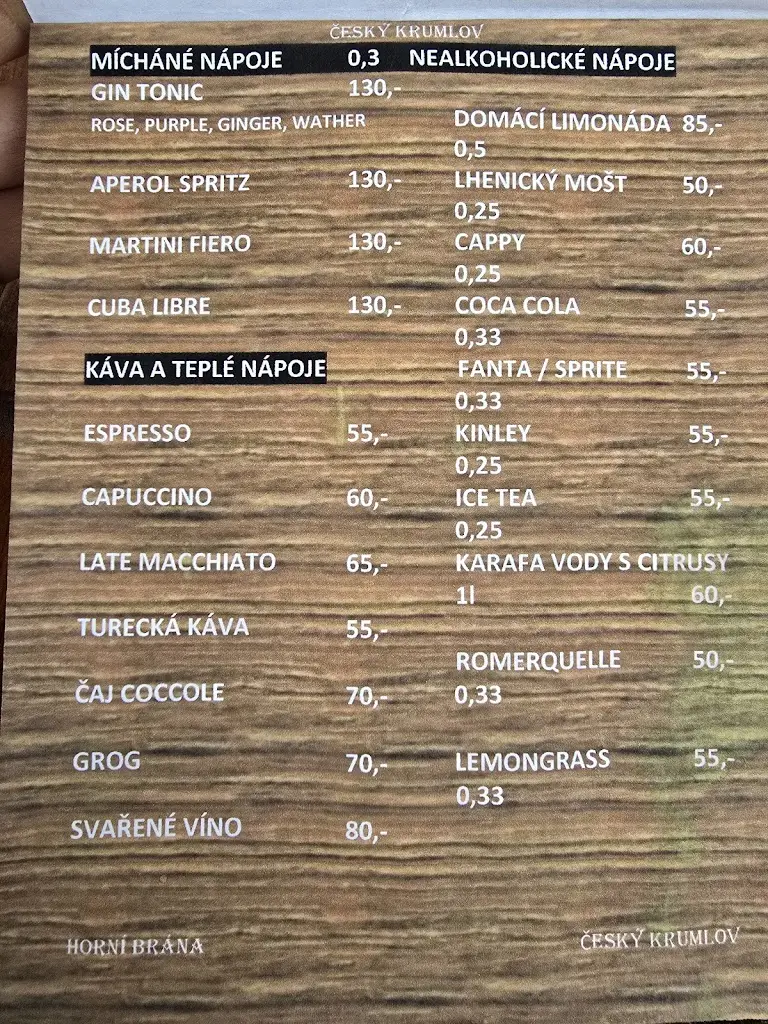 ČESKÝ KRUMLOV
MÍCHÁNÉ NÁPOJE 0,3
GIN TONIC 130,-
ROSE, PURPLE, GINGER, WATHER
APEROL SPRITZ 130,-
MARTINI FIERO 130,-
CUBA LIBRE 130,-
KÁVA A TEPLÉ NÁPOJE
ESPRESSO 55,-
CAPUCCINO 60,-
LATE MACCHIATO 65,-
TURECKÁ KÁVA 55,-
ČAJ COCCOLE 70,-
GROG 70,-
SVAŘENÉ VÍNO 80,-
NEALKOHOLICKÉ NÁPOJE
DOMÁCÍ LIMONÁDA 85,-
0,5
LHENICKÝ MOŠT 50,-
0,25
CAPPY 60,-
0,25
COCA COLA 55,-
0,33
FANTA / SPRITE 55,-
0,33
KINLEY 55,-
0,25
ICE TEA 55,-
0,25
KARAFA VODY S CITRUSY
1l 60,-
ROMERQUELLE 50,-
0,33
LEMONGRASS 55,-
0,33
HORNÍ BRÁNA
ČESKÝ KRUMLOV